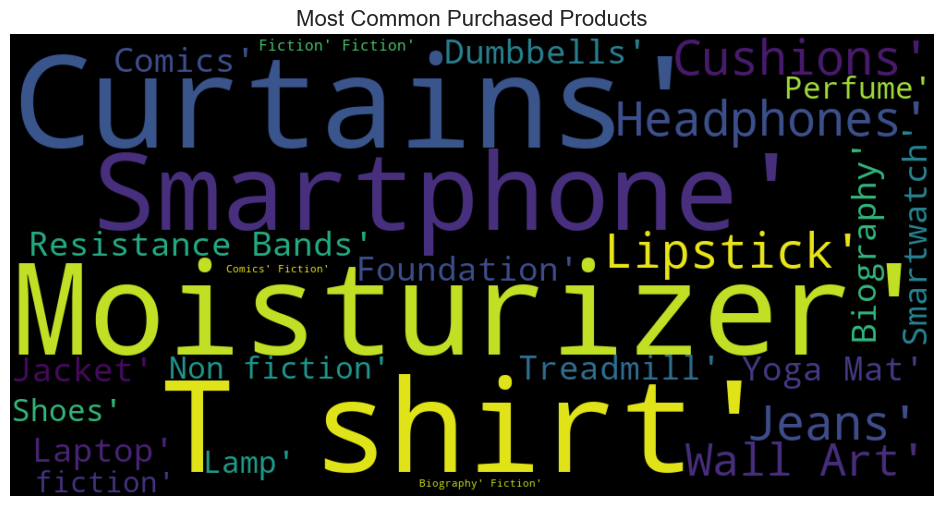 Most Common Purchased Products
Fiction' Fiction'
Comics'
Dumbbells'
Cushions'
Curtains'
Perfume'
Headphones'
Smartphone'
Biography'
Smartwatch'
Resistance Bands'
Lipstick'
Comics' Fiction'
Foundation'
Moisturizer'
Jacket'
Non fiction'
Treadmill'
Yoga Mat'
T shirt'
Shoes'
Jeans'
Laptop'
Lamp'
Wall Art'
fiction'
Biography' Fiction'